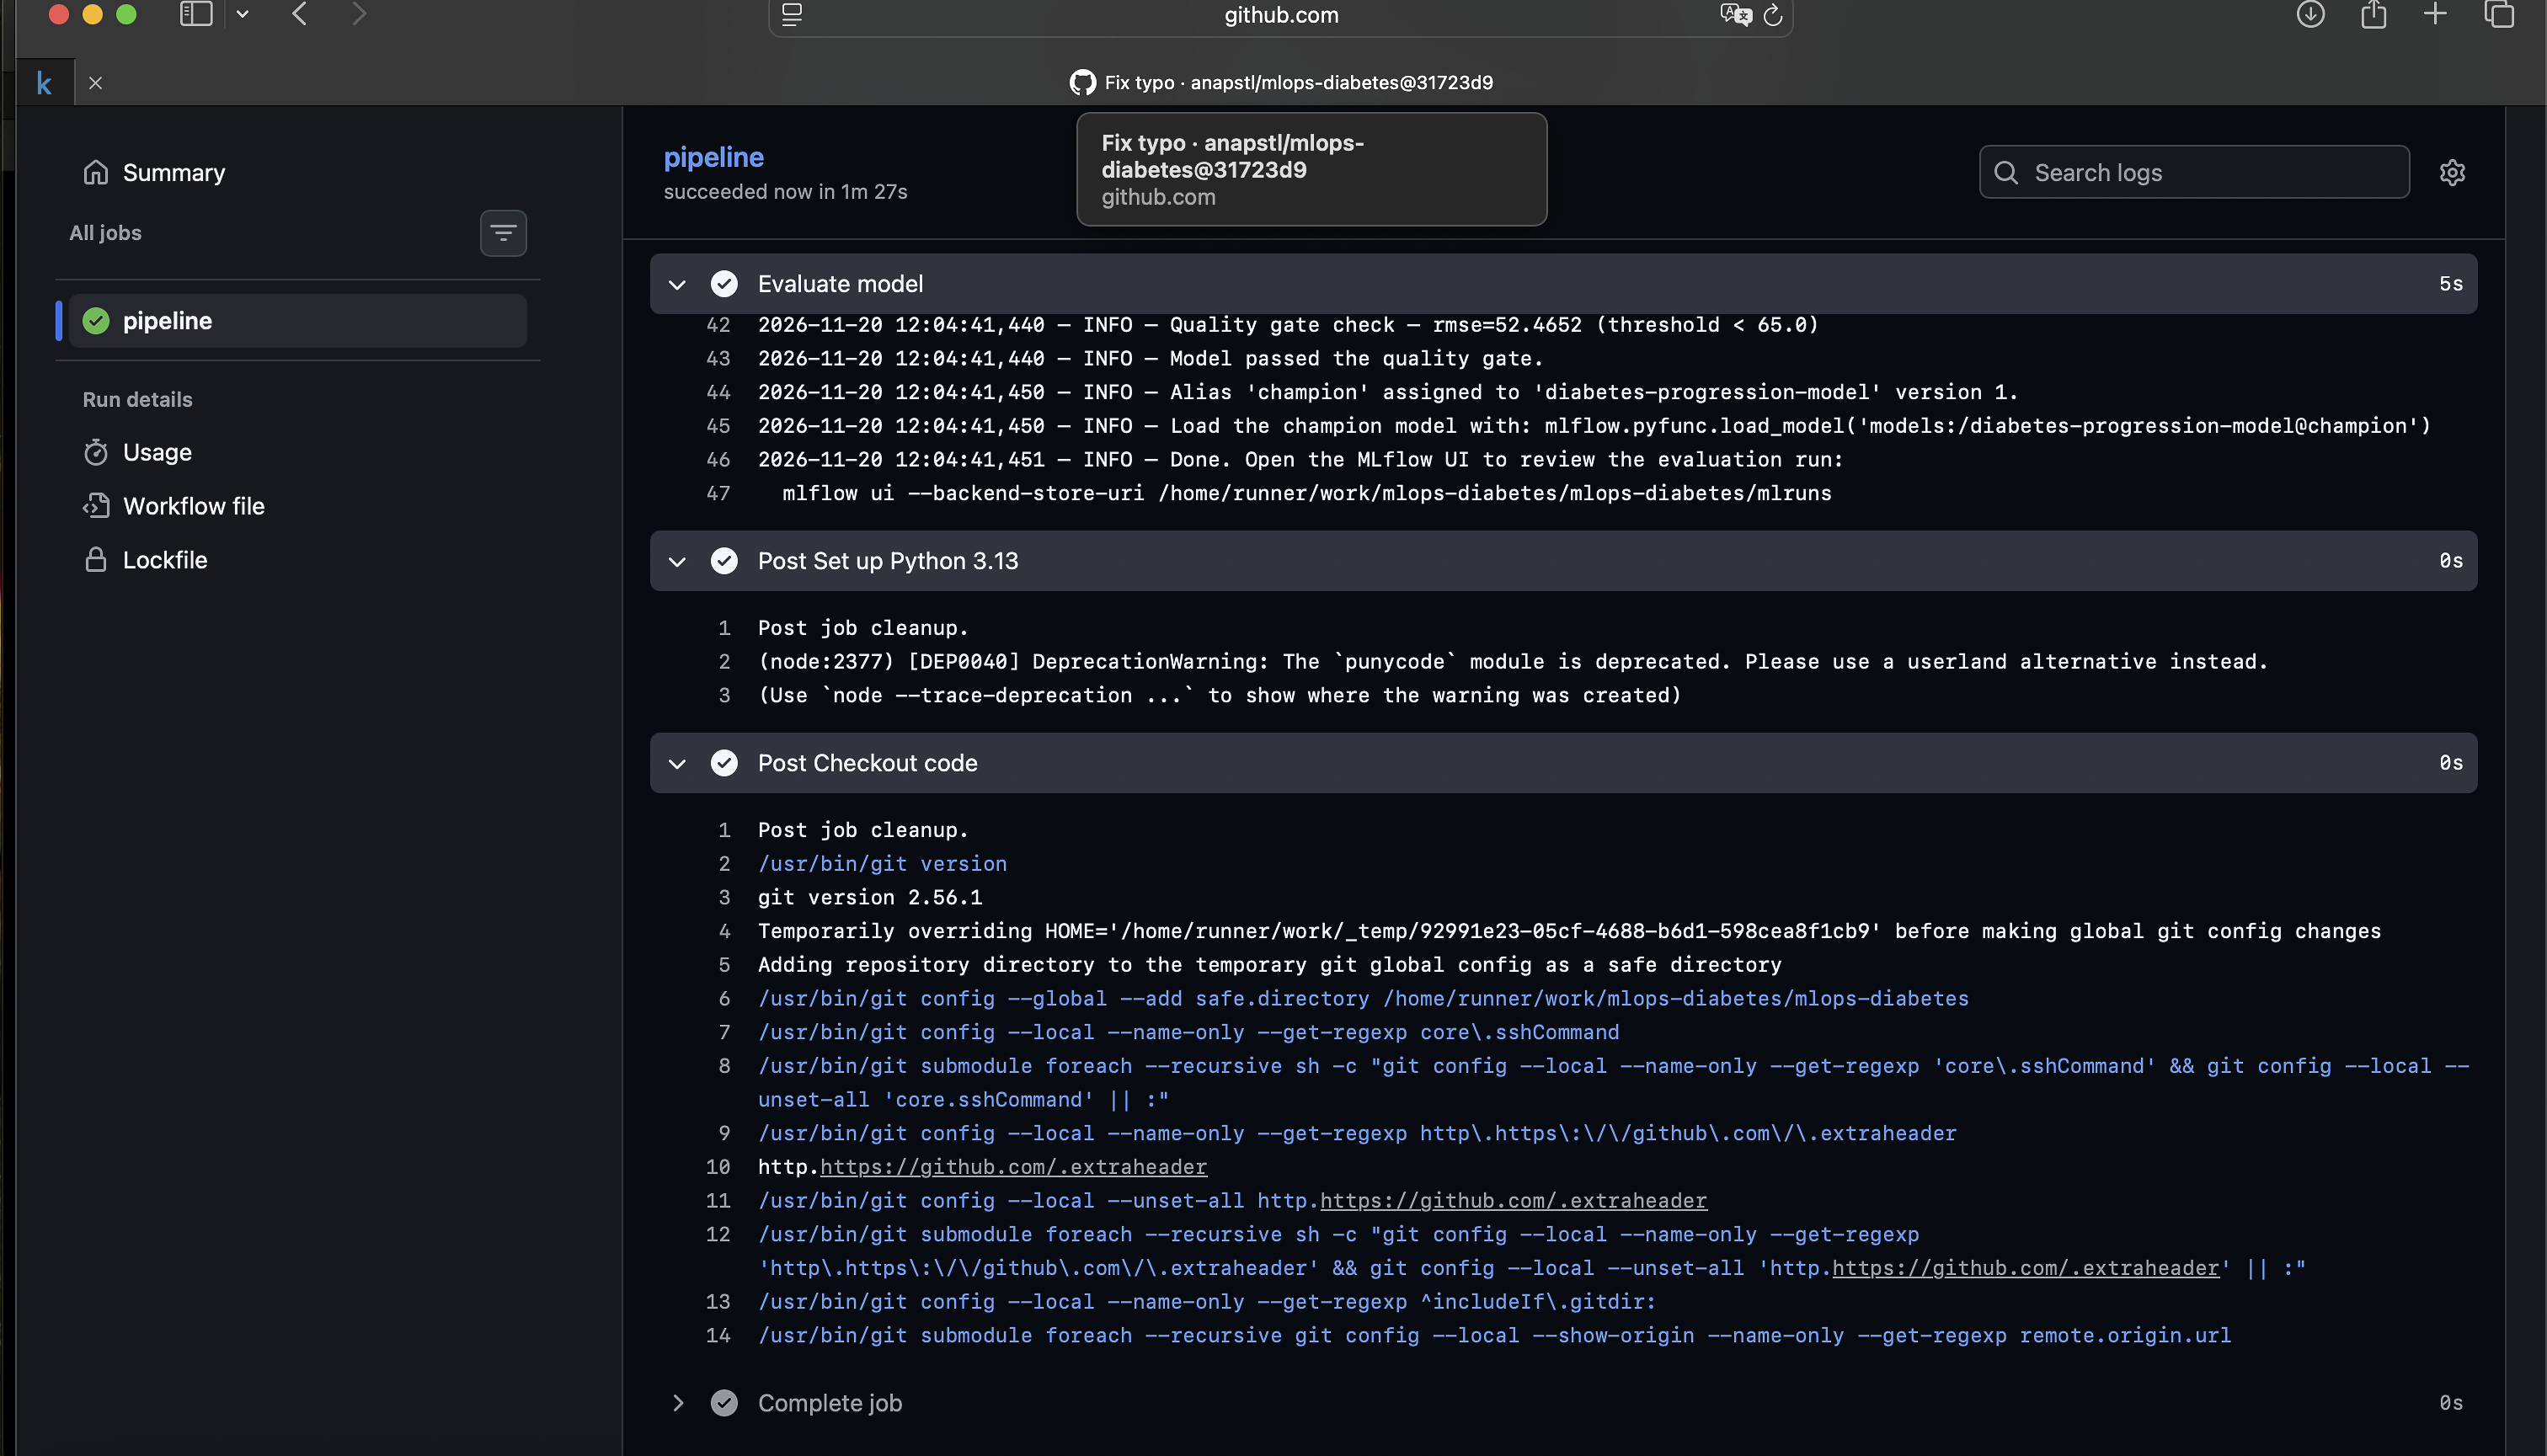 github.com
k
Fix typo · anapstl/mlops-diabetes@31723d9
Fix typo · anapstl/mlops-
diabetes@31723d9
github.com
Summary
All jobs
pipeline
Run details
Usage
Workflow file
Lockfile
pipeline
succeeded now in 1m 27s
Search logs
Evaluate model 5s
42 2026-11-20 12:04:41,440 — INFO — Quality gate check — rmse=52.4652 (threshold < 65.0)
43 2026-11-20 12:04:41,440 — INFO — Model passed the quality gate.
44 2026-11-20 12:04:41,450 — INFO — Alias 'champion' assigned to 'diabetes-progression-model' version 1.
45 2026-11-20 12:04:41,450 — INFO — Load the champion model with: mlflow.pyfunc.load_model('models:/diabetes-progression-model@champion')
46 2026-11-20 12:04:41,451 — INFO — Done. Open the MLflow UI to review the evaluation run:
47 mlflow ui --backend-store-uri /home/runner/work/mlops-diabetes/mlops-diabetes/mlruns
Post Set up Python 3.13 0s
1 Post job cleanup.
2 (node:2377) [DEP0040] DeprecationWarning: The `punycode` module is deprecated. Please use a userland alternative instead.
3 (Use `node --trace-deprecation ...` to show where the warning was created)
Post Checkout code 0s
1 Post job cleanup.
2 /usr/bin/git version
3 git version 2.56.1
4 Temporarily overriding HOME='/home/runner/work/_temp/92991e23-05cf-4688-b6d1-598cea8f1cb9' before making global git config changes
5 Adding repository directory to the temporary git global config as a safe directory
6 /usr/bin/git config --global --add safe.directory /home/runner/work/mlops-diabetes/mlops-diabetes
7 /usr/bin/git config --local --name-only --get-regexp core\.sshCommand
8 /usr/bin/git submodule foreach --recursive sh -c "git config --local --name-only --get-regexp 'core\.sshCommand' && git config --local --
unset-all 'core.sshCommand' || :"
9 /usr/bin/git config --local --name-only --get-regexp http\.https\:\/\/github\.com\/\.extraheader
10 http.https://github.com/.extraheader
11 /usr/bin/git config --local --unset-all http.https://github.com/.extraheader
12 /usr/bin/git submodule foreach --recursive sh -c "git config --local --name-only --get-regexp
'http\.https\:\/\/github\.com\/\.extraheader' && git config --local --unset-all 'http.https://github.com/.extraheader' || :"
13 /usr/bin/git config --local --name-only --get-regexp ^includeIf\.gitdir:
14 /usr/bin/git submodule foreach --recursive git config --local --show-origin --name-only --get-regexp remote.origin.url
Complete job 0s